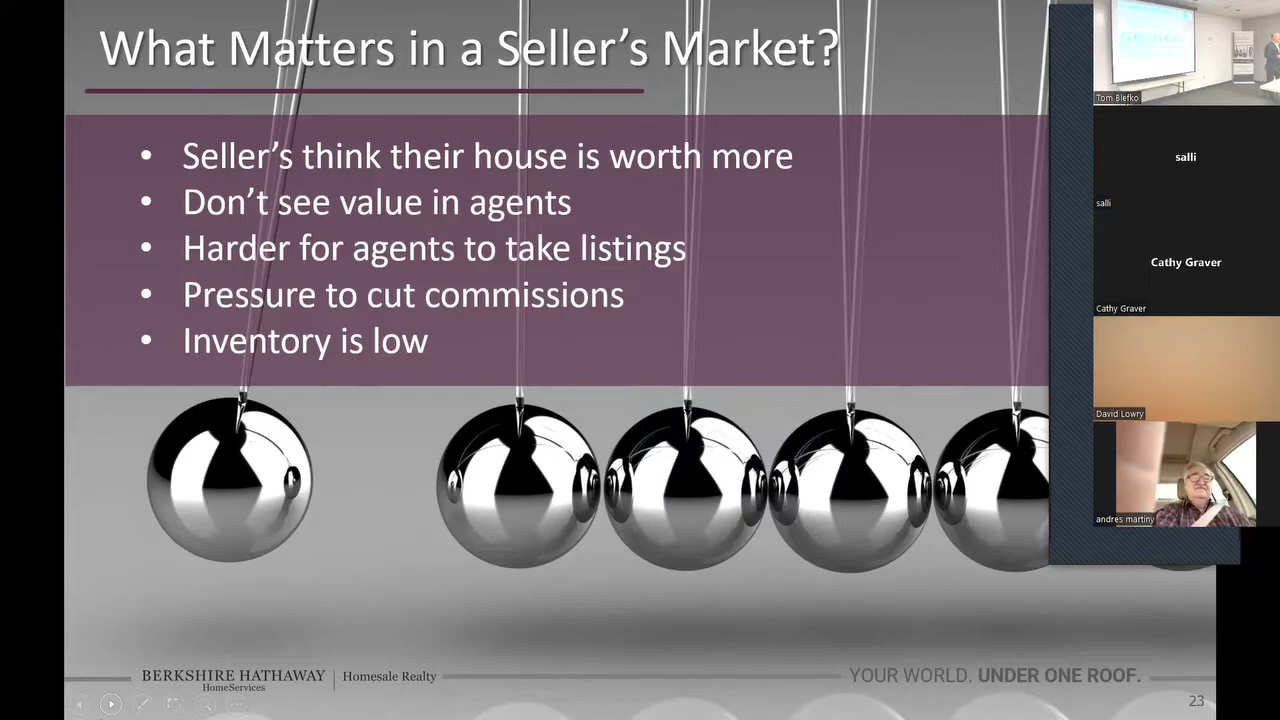 What Matters in a Seller's Market?
• Seller's think their house is worth more
• Don't see value in agents
• Harder for agents to take listings
• Pressure to cut commissions
• Inventory is low
BERKSHIRE HATHAWAY
HomeServices
Homesale Realty
YOUR WORLD. UNDER ONE ROOF.
23
Tom Blefko
salli
salli
Cathy Graver
Cathy Graver
David Lowry
andres martiny